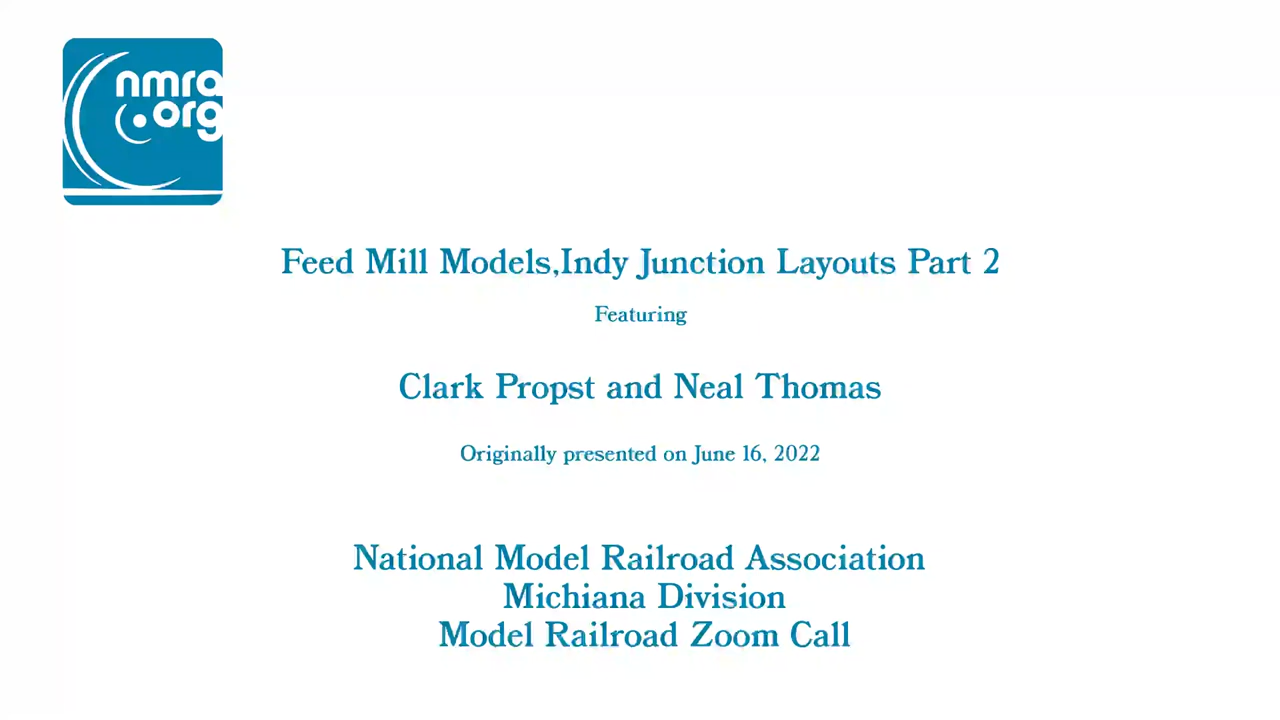 nmra
.org
Feed Mill Models,Indy Junction Layouts Part 2
Featuring
Clark Propst and Neal Thomas
Originally presented on June 16, 2022
National Model Railroad Association
Michiana Division
Model Railroad Zoom Call